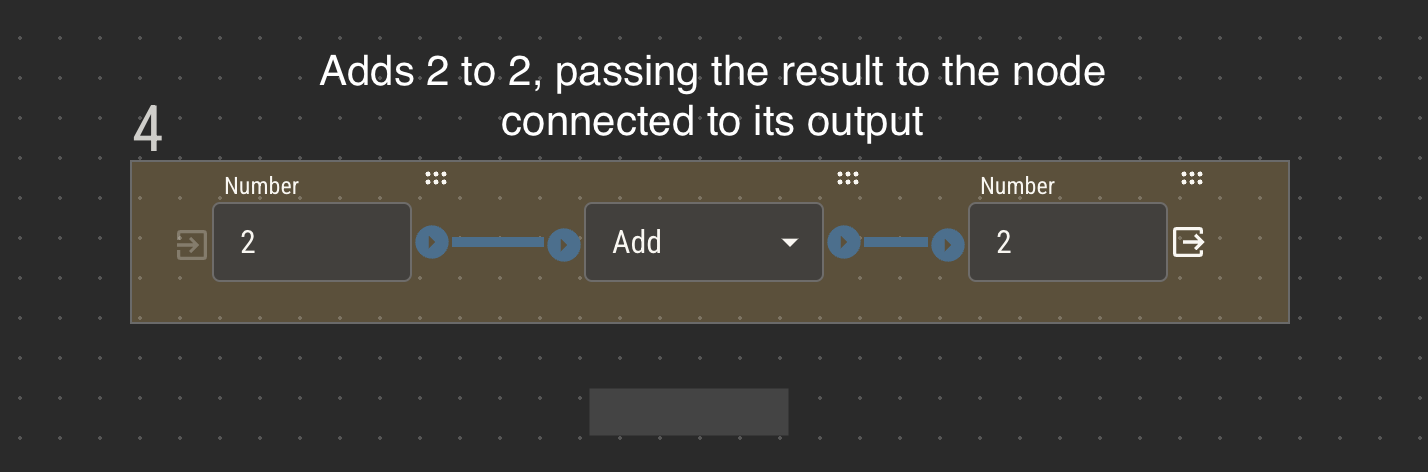 Adds 2 to 2, passing the result to the node
connected to its output
4
Number
2
Add
Number
2